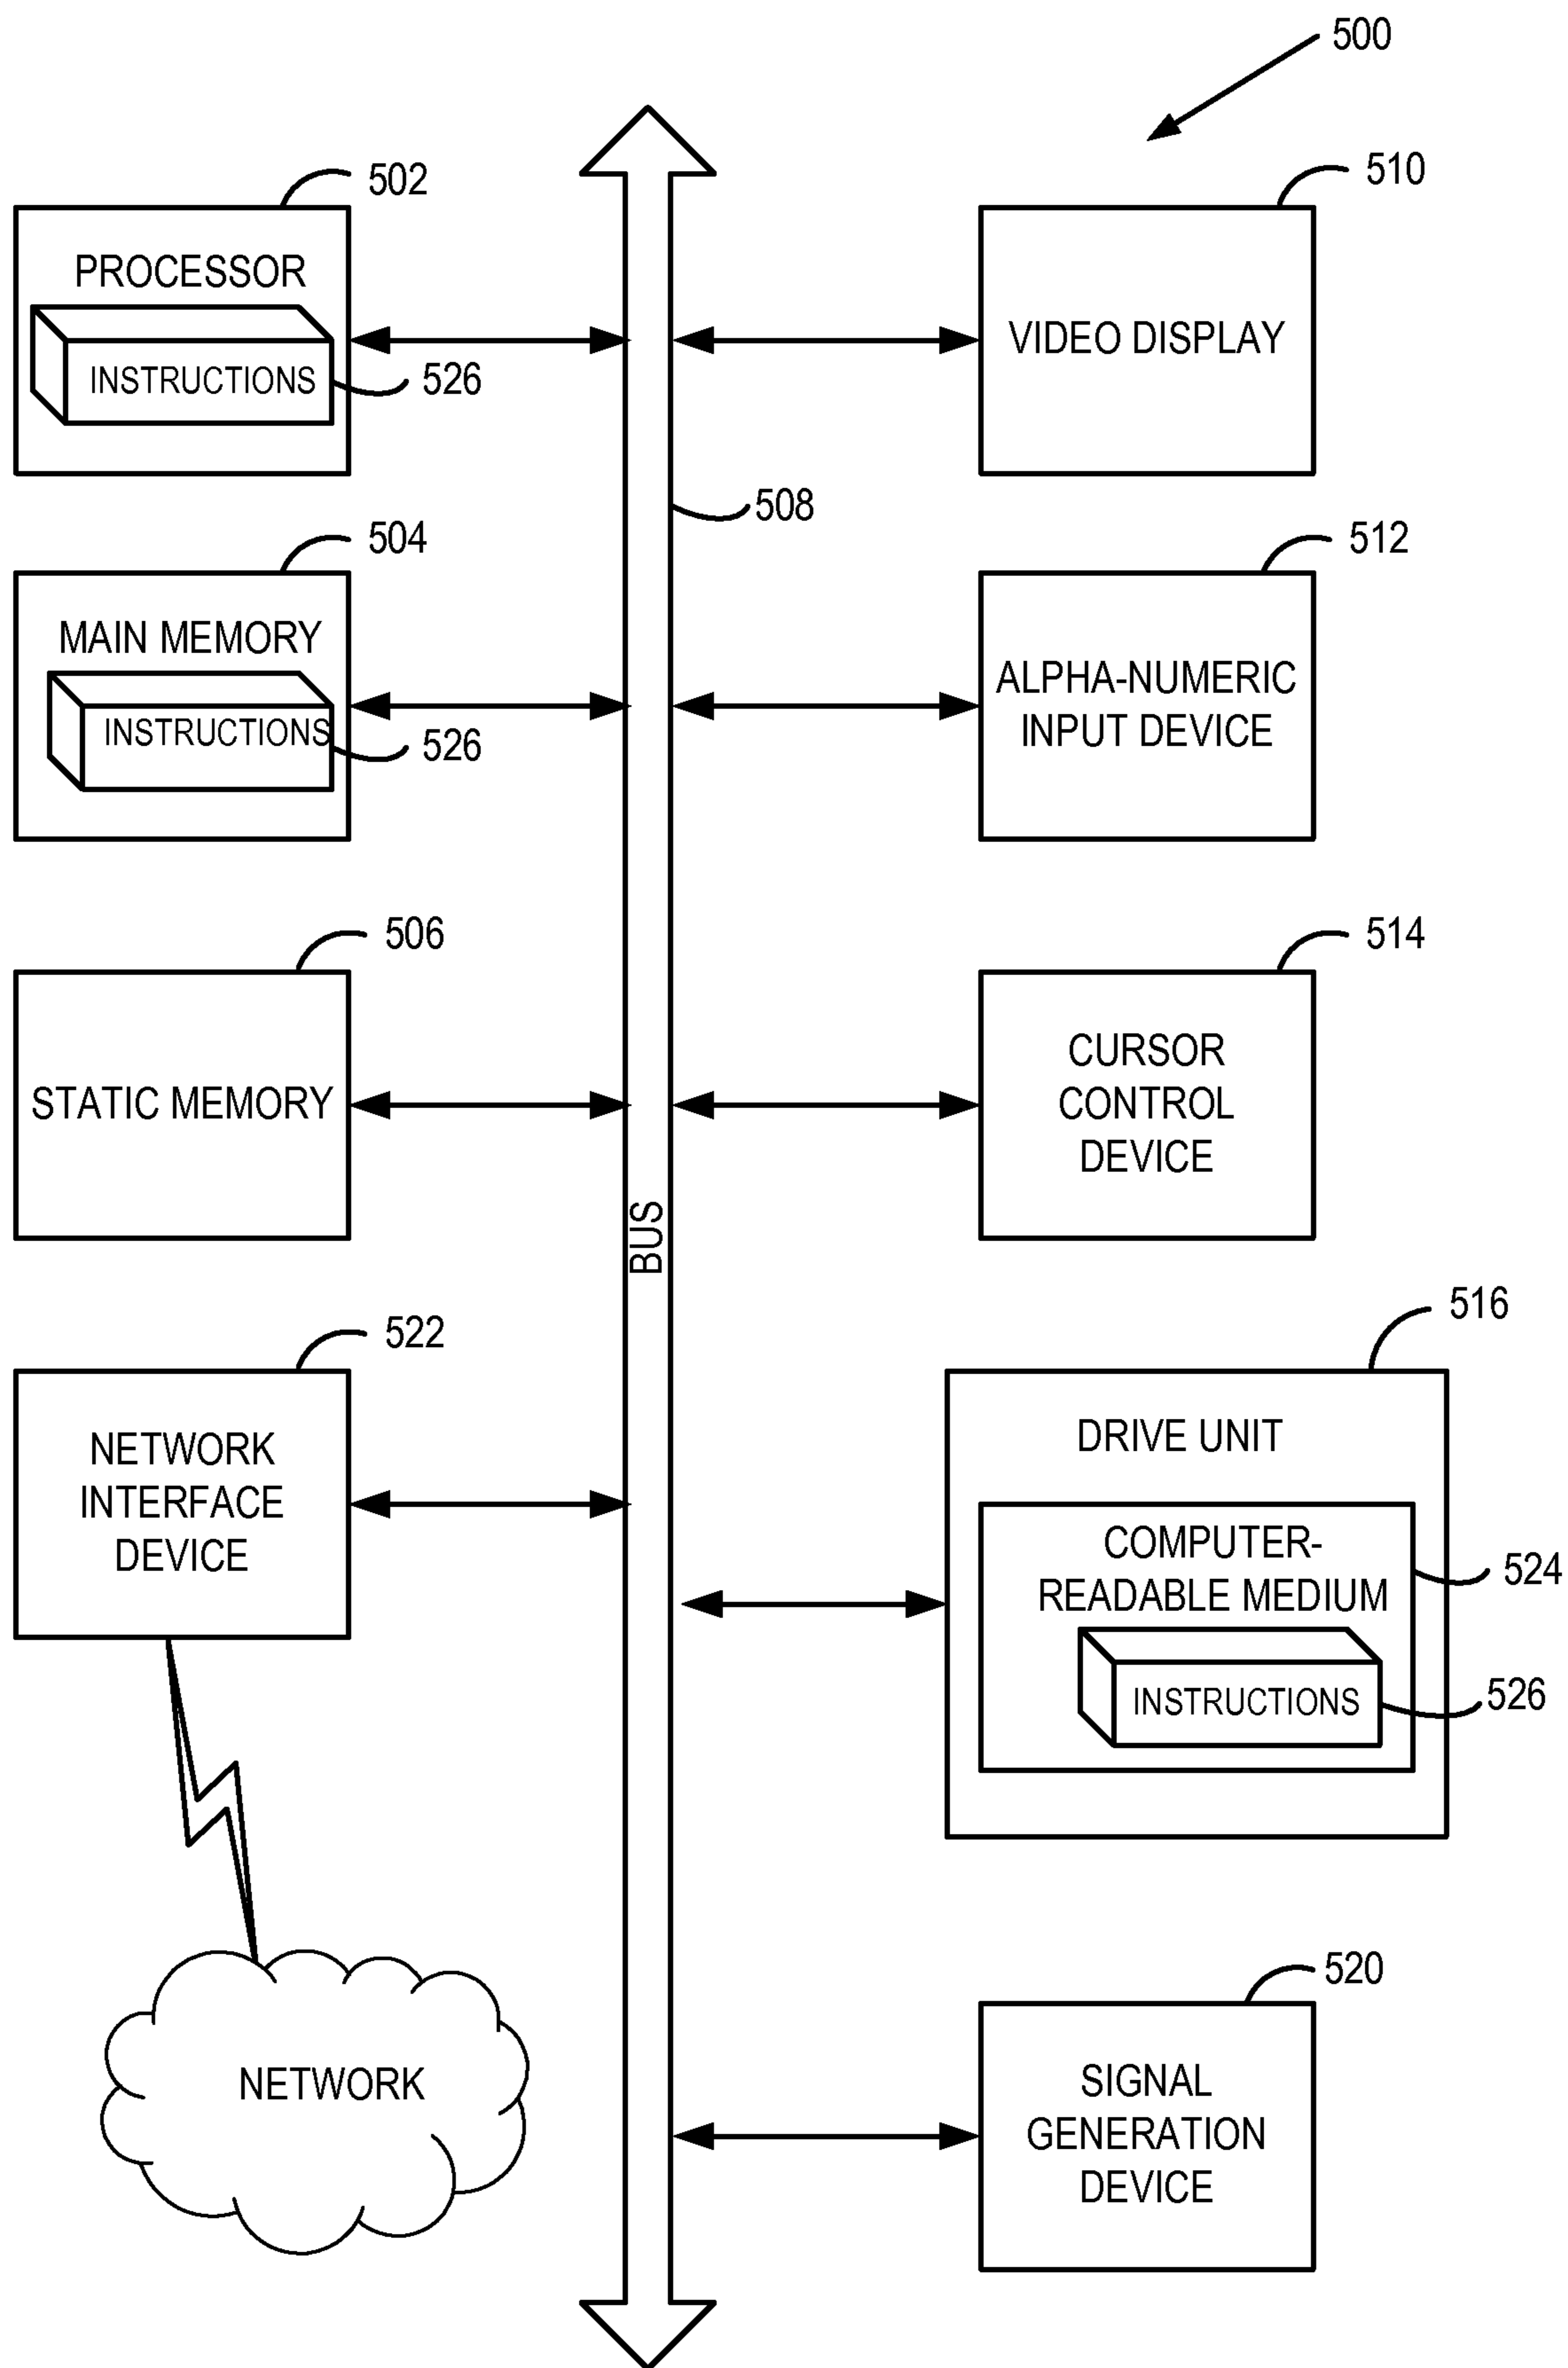 500
502
PROCESSOR
INSTRUCTIONS
526
510
VIDEO DISPLAY
508
504
MAIN MEMORY
INSTRUCTIONS
526
512
ALPHA-NUMERIC
INPUT DEVICE
506
STATIC MEMORY
514
CURSOR
CONTROL
DEVICE
BUS
522
NETWORK
INTERFACE
DEVICE
516
DRIVE UNIT
COMPUTER-
READABLE MEDIUM
524
INSTRUCTIONS
526
NETWORK
520
SIGNAL
GENERATION
DEVICE